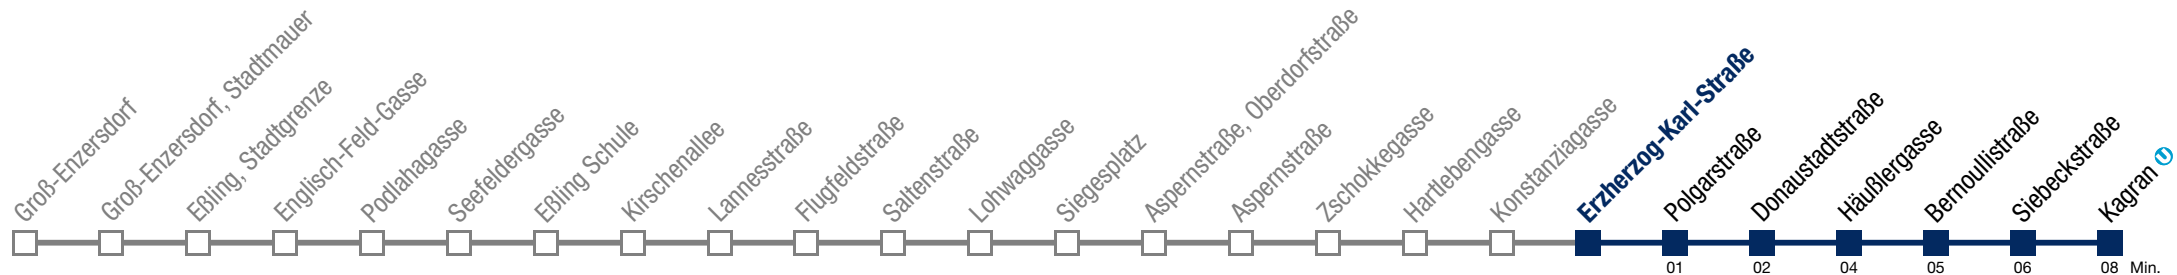 Groß-Enzersdorf
Groß-Enzersdorf, Stadtmauer
Eßling, Stadtgrenze
Englisch-Feld-Gasse
Podlahagasse
Seefeldergasse
Eßling Schule
Kirschenallee
Lannesstraße
Flugfeldstraße
Saltenstraße
Lohwaggasse
Siegesplatz
Aspernstraße, Oberdorfstraße
Aspernstraße
Zschokkegasse
Hartlebengasse
Konstanziagasse
Erzherzog-Karl-Straße
Polgarstraße
Donaustadtstraße
Häußlergasse
Bernoullistraße
Siebeckstraße
Kagran U
01 02 04 05 06 08 Min.